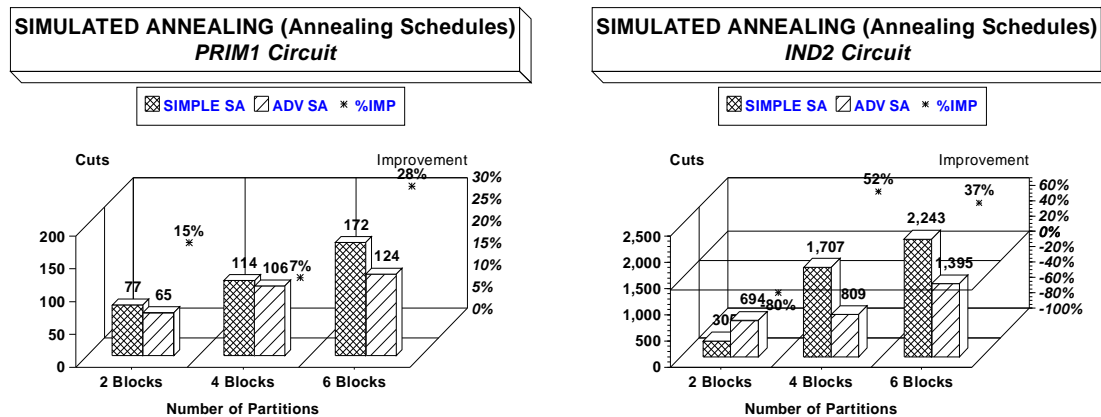 SIMULATED ANNEALING (Annealing Schedules)
PRIM1 Circuit
SIMPLE SA ADV SA %IMP
Cuts
Improvement
30%
25%
20%
15%
10%
5%
0%
200
150
100
50
0
77
65
15%
114
106
7%
172
124
28%
2 Blocks
4 Blocks
6 Blocks
Number of Partitions
SIMULATED ANNEALING (Annealing Schedules)
IND2 Circuit
SIMPLE SA ADV SA %IMP
Cuts
Improvement
60%
40%
20%
0%
-20%
-40%
-60%
-80%
-100%
2,500
2,000
1,500
1,000
500
0
694
-80%
1,707
809
52%
2,243
1,395
37%
2 Blocks
4 Blocks
6 Blocks
Number of Partitions